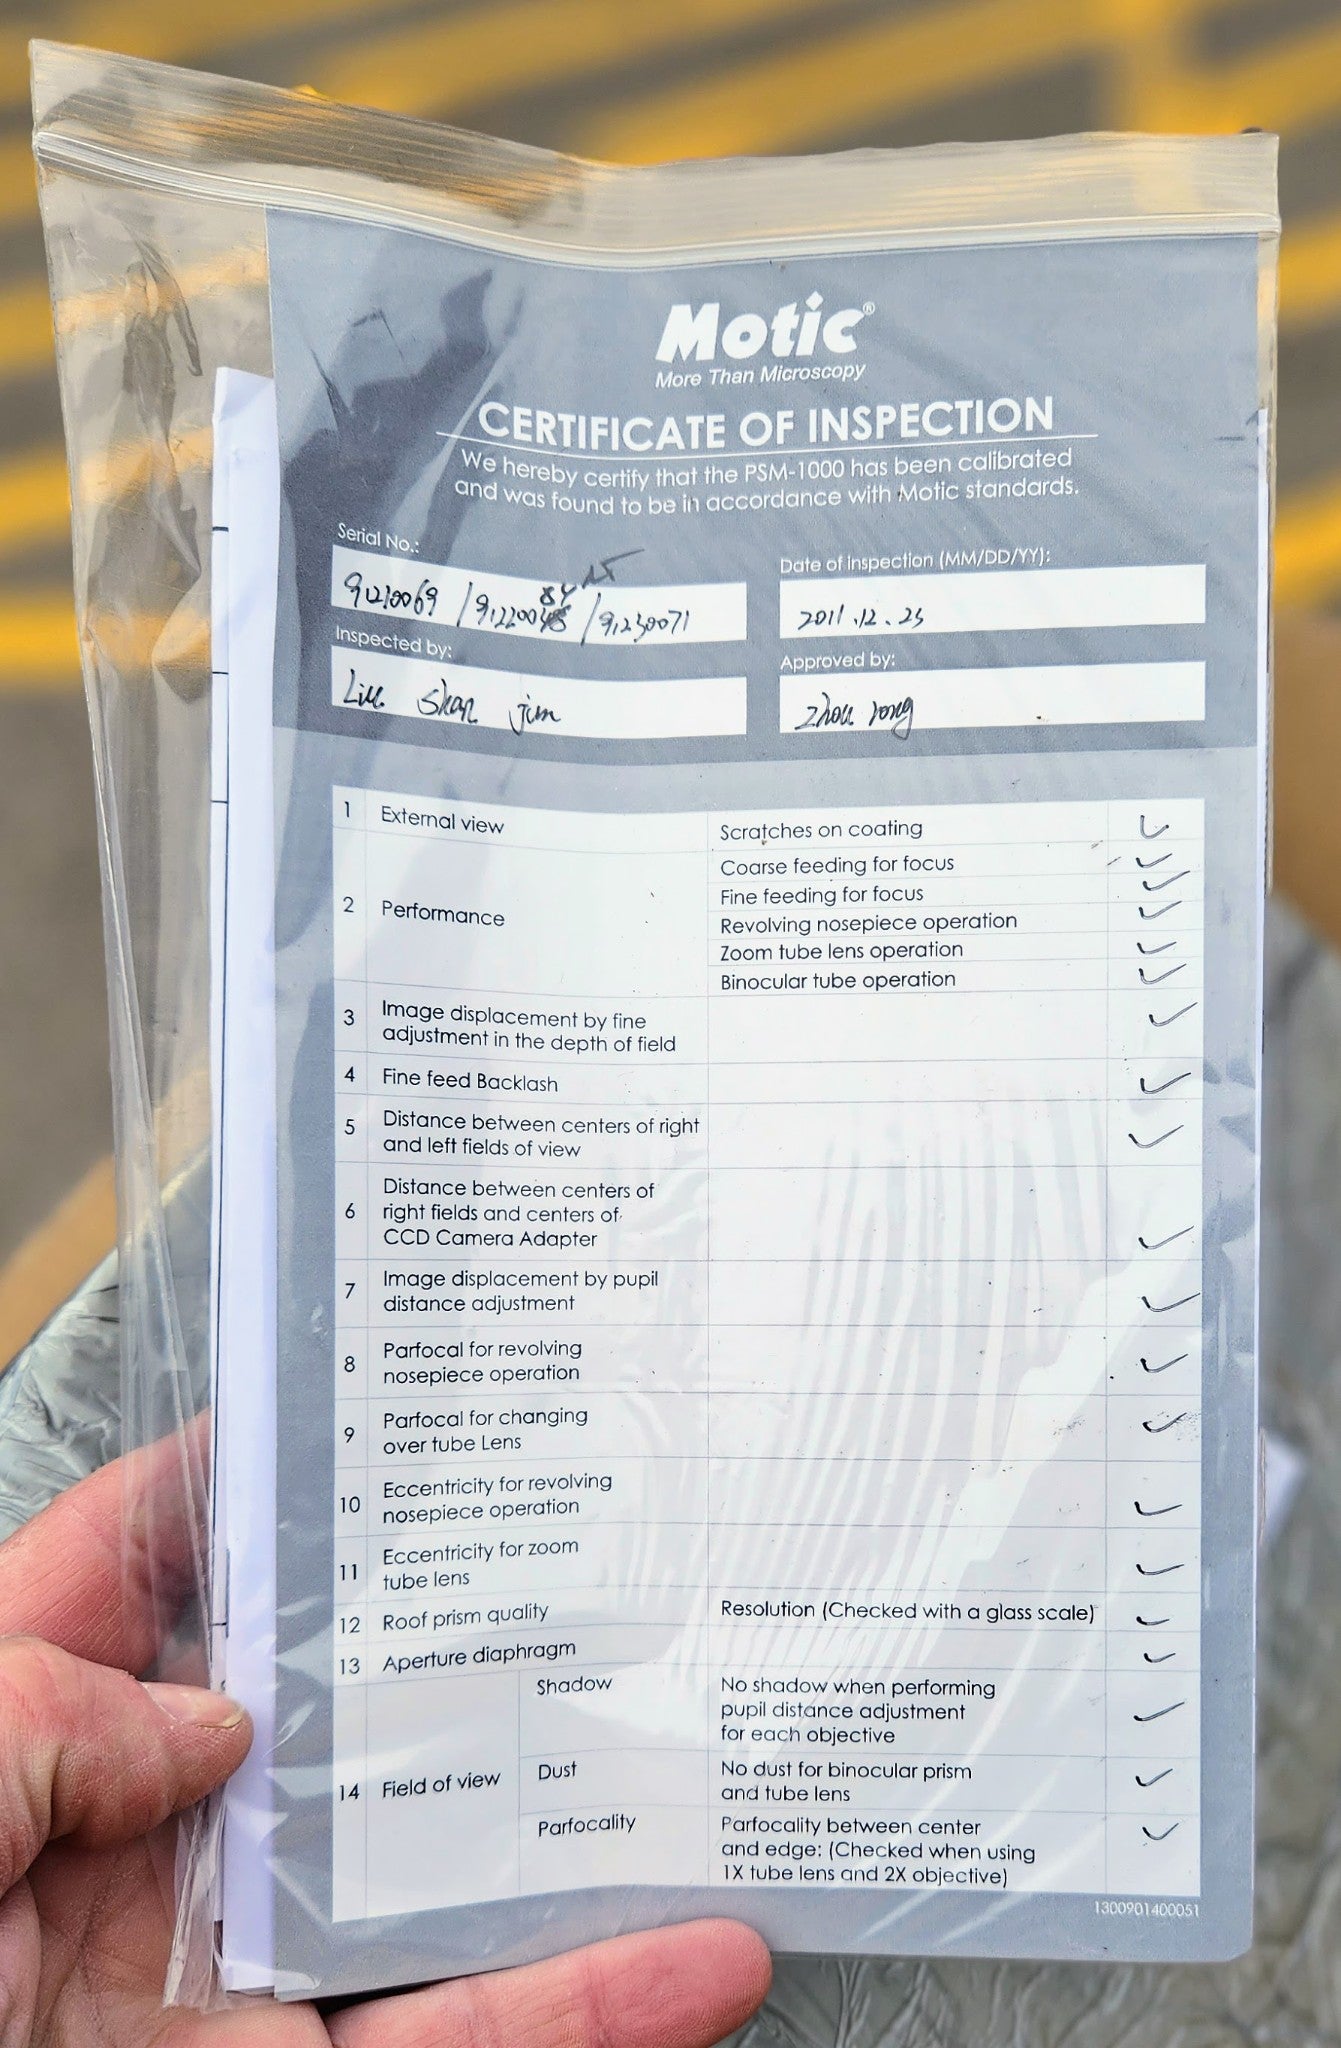 Motic®
More Than Microscopy
CERTIFICATE OF INSPECTION
We hereby certify that the PSM-1000 has been calibrated
and was found to be in accordance with Motic standards.
Serial No.:
91210069 / 912200 84 / 91230071
Date of inspection (MM/DD/YY):
2011.12.23
Inspected by:
Liu Shan jun
Approved by:
Zhou rong
1 External view Scratches on coating
2 Performance Coarse feeding for focus
Fine feeding for focus
Revolving nosepiece operation
Zoom tube lens operation
Binocular tube operation
3 Image displacement by fine
adjustment in the depth of field
4 Fine feed Backlash
5 Distance between centers of right
and left fields of view
6 Distance between centers of
right fields and centers of
CCD Camera Adapter
7 Image displacement by pupil
distance adjustment
8 Parfocal for revolving
nosepiece operation
9 Parfocal for changing
over tube Lens
10 Eccentricity for revolving
nosepiece operation
11 Eccentricity for zoom
tube lens
12 Roof prism quality Resolution (Checked with a glass scale)
13 Aperture diaphragm
14 Field of view
Shadow No shadow when performing
pupil distance adjustment
for each objective
Dust No dust for binocular prism
and tube lens
Parfocality Parfocality between center
and edge: (Checked when using
1X tube lens and 2X objective)
1300901400051